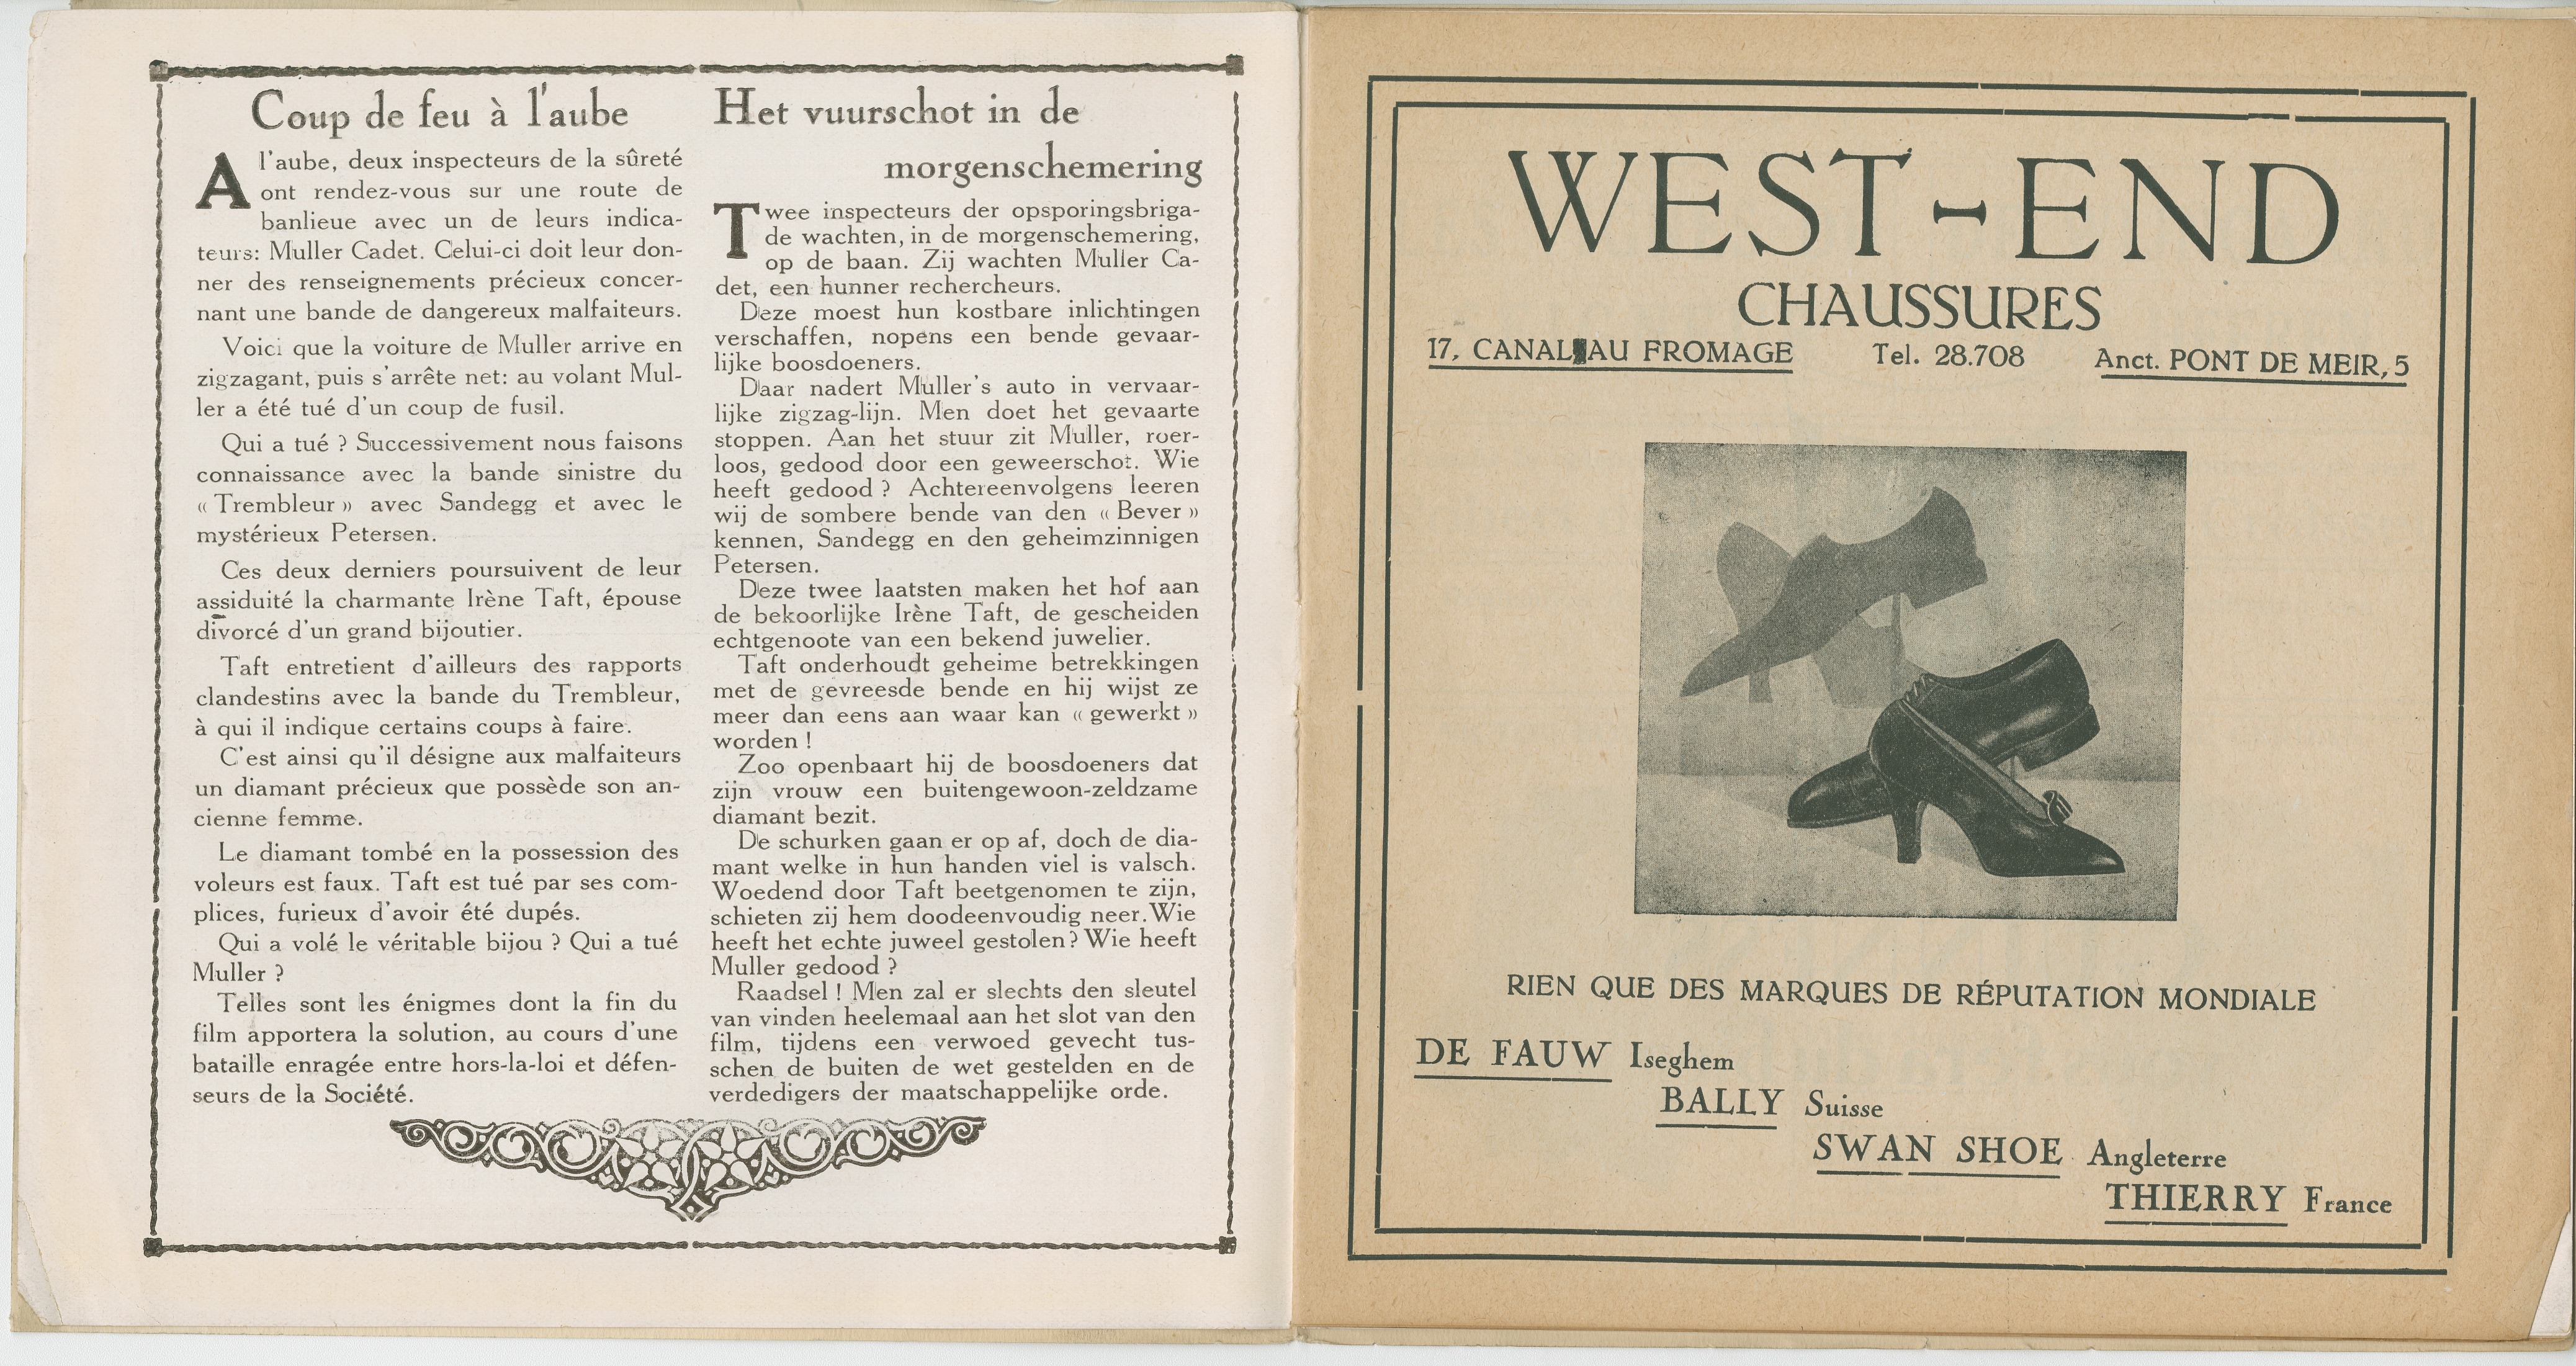 Coup de feu à l'aube
A l'aube, deux inspecteurs de la sûreté
ont rendez-vous sur une route de
banlieue avec un de leurs indica-
teurs: Muller Cadet. Celui-ci doit leur don-
ner des renseignements précieux concer-
nant une bande de dangereux malfaiteurs.
Voici que la voiture de Muller arrive en
zigzagant, puis s'arrête net: au volant Mul-
ler a été tué d'un coup de fusil.
Qui a tué ? Successivement nous faisons
connaissance avec la bande sinistre du
« Trembleur » avec Sandegg et avec le
mystérieux Petersen.
Ces deux derniers poursuivent de leur
assiduité la charmante Irène Taft, épouse
divorcé d'un grand bijoutier.
Taft entretient d'ailleurs des rapports
clandestins avec la bande du Trembleur,
à qui il indique certains coups à faire.
C'est ainsi qu'il désigne aux malfaiteurs
un diamant précieux que possède son an-
cienne femme.
Le diamant tombé en la possession des
voleurs est faux. Taft est tué par ses com-
plices, furieux d'avoir été dupés.
Qui a volé le véritable bijou ? Qui a tué
Muller ?
Telles sont les énigmes dont la fin du
film apportera la solution, au cours d'une
bataille enragée entre hors-la-loi et défen-
seurs de la Société.
Het vuurschot in de
morgenschemering
Twee inspecteurs der opsporingsbriga-
de wachten, in de morgenschemering,
op de baan. Zij wachten Muller Ca-
det, een hunner rechercheurs.
Deze moest hun kostbare inlichtingen
verschaffen, nopens een bende gevaar-
lijke boosdoeners.
Daar nadert Muller's auto in vervaar-
lijke zigzag-lijn. Men doet het gevaarte
stoppen. Aan het stuur zit Muller, roer-
loos, gedood door een geweerschot. Wie
heeft gedood ? Achtereenvolgens leeren
wij de sombere bende van den « Bever »
kennen, Sandegg en den geheimzinnigen
Petersen.
Deze twee laatsten maken het hof aan
de bekoorlijke Irène Taft, de gescheiden
echtgenoote van een bekend juwelier.
Taft onderhoudt geheime betrekkingen
met de gevreesde bende en hij wijst ze
meer dan eens aan waar kan « gewerkt »
worden !
Zoo openbaart hij de boosdoeners dat
zijn vrouw een buitengewoon-zeldzame
diamant bezit.
De schurken gaan er op af, doch de dia-
mant welke in hun handen viel is valsch.
Woedend door Taft beetgenomen te zijn,
schieten zij hem doodeenvoudig neer. Wie
heeft het echte juweel gestolen ? Wie heeft
Muller gedood ?
Raadsel ! Men zal er slechts den sleutel
van vinden heelemaal aan het slot van den
film, tijdens een verwoed gevecht tus-
schen de buiten de wet gestelden en de
verdedigers der maatschappelijke orde.
WEST-END
CHAUSSURES
17, CANAL AU FROMAGE Tel. 28.708 Anct. PONT DE MEIR, 5
RIEN QUE DES MARQUES DE RÉPUTATION MONDIALE
DE FAUW Iseghem
BALLY Suisse
SWAN SHOE Angleterre
THIERRY France